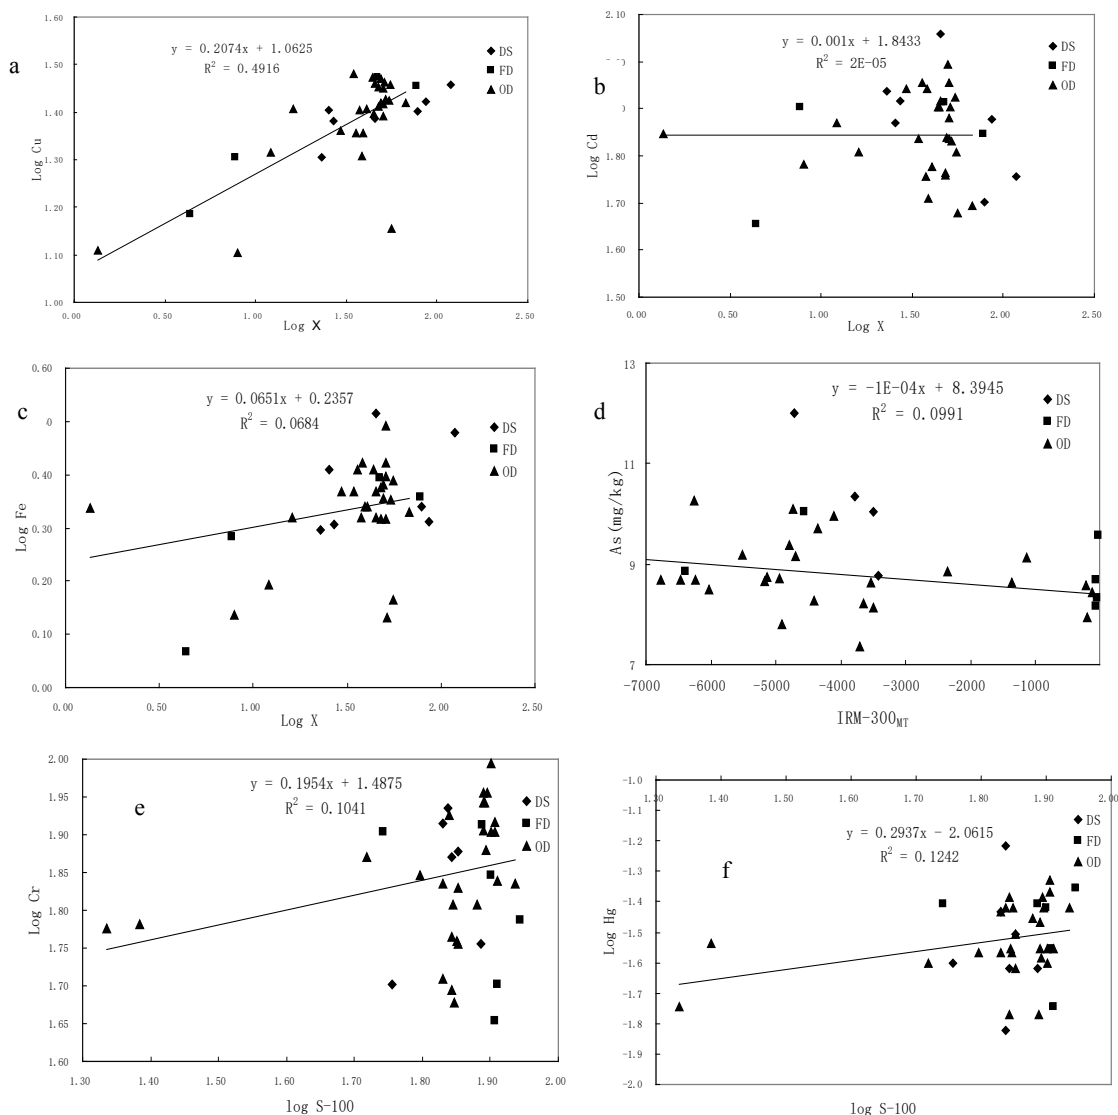 a
1.60
1.50
1.40
1.30
1.20
1.10
1.00
Log Cu
y = 0.2074x + 1.0625
R² = 0.4916
DS
FD
OD
0.00 0.50 1.00 1.50 2.00 2.50
Log X
b
2.10
0
1.80
1.70
1.60
1.50
Log Cd
y = 0.001x + 1.8433
R² = 2E-05
DS
FD
OD
0.00 0.50 1.00 1.50 2.00 2.50
Log X
c
0.60
0
0.40
0.30
0.20
0.10
0.00
Log Fe
y = 0.0651x + 0.2357
R² = 0.0684
DS
FD
OD
0.00 0.50 1.00 1.50 2.00 2.50
Log X
d
13
11
9
7
As(mg/kg)
y = -1E-04x + 8.3945
R² = 0.0991
DS
FD
OD
-7000 -6000 -5000 -4000 -3000 -2000 -1000
IRM-300MT
e
2.00
1.95
1.90
1.85
1.80
1.75
1.70
1.65
1.60
Log Cr
y = 0.1954x + 1.4875
R² = 0.1041
DS
FD
OD
1.30 1.40 1.50 1.60 1.70 1.80 1.90 2.00
log S-100
f
-1.0
-1.1
-1.2
-1.3
-1.4
-1.5
-1.6
-1.7
-1.8
-1.9
-2.0
Log Hg
1.30 1.40 1.50 1.60 1.70 1.80 1.90 2.00
y = 0.2937x - 2.0615
R² = 0.1242
DS
FD
OD
log S-100